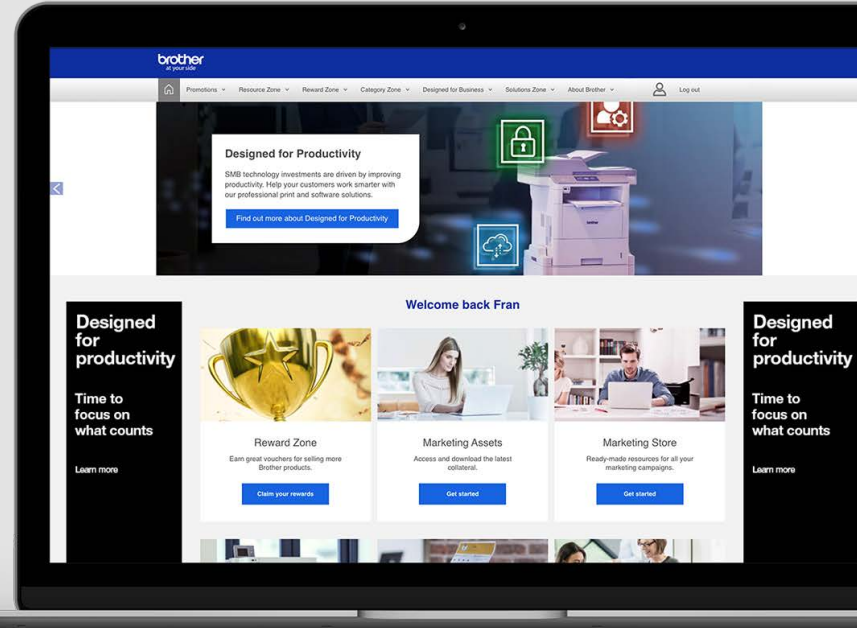 brother
at your side
Promotions
Resource Zone
Reward Zone
Category Zone
Designed for Business
Solutions Zone
About Brother
Log out
Designed for Productivity
SMB technology investments are driven by improving
productivity. Help your customers work smarter with
our professional print and software solutions.
Find out more about Designed for Productivity
brother
Welcome back Fran
Designed
for
productivity
Time to
focus on
what counts
Learn more
Reward Zone
Earn great vouchers for selling more
Brother products.
Claim your rewards
Marketing Assets
Access and download the latest
collateral.
Get started
Marketing Store
Ready-made resources for all your
marketing campaigns.
Get started
Designed
for
productivity
Time to
focus on
what counts
Learn more